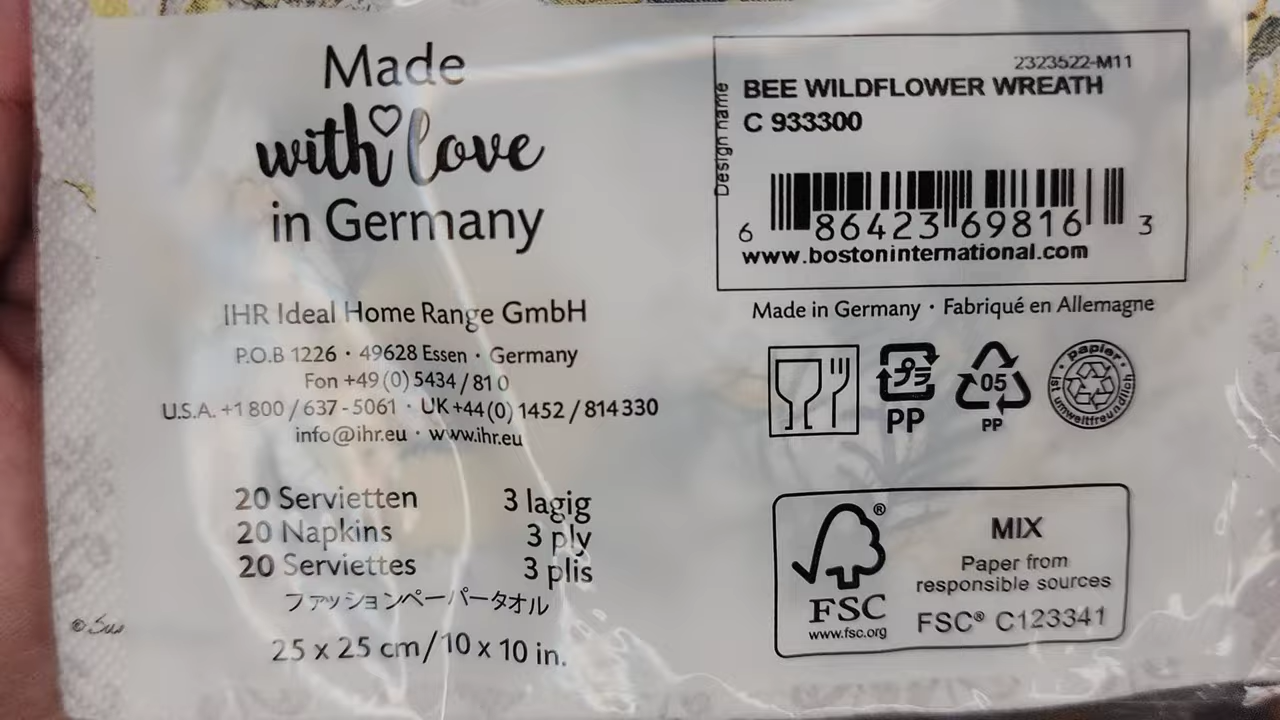 Made
with love
in Germany
IHR Ideal Home Range GmbH
P.O.B 1226 · 49628 Essen · Germany
Fon +49 (0) 5434 / 81 0
U.S.A. +1 800 / 637 - 5061 · UK +44 (0) 1452 / 814 330
info@ihr.eu · www.ihr.eu
20 Servietten 3 lagig
20 Napkins 3 ply
20 Serviettes 3 plis
ファッションペーパータオル
25 x 25 cm / 10 x 10 in.
2323522-M11
Design name
BEE WILDFLOWER WREATH
C 933300
6 86423 69816 3
www.bostoninternational.com
Made in Germany · Fabriqué en Allemagne
プラ
PP
05
PP
papier
ist umweltfreundlich
FSC®
www.fsc.org
MIX
Paper from
responsible sources
FSC® C123341